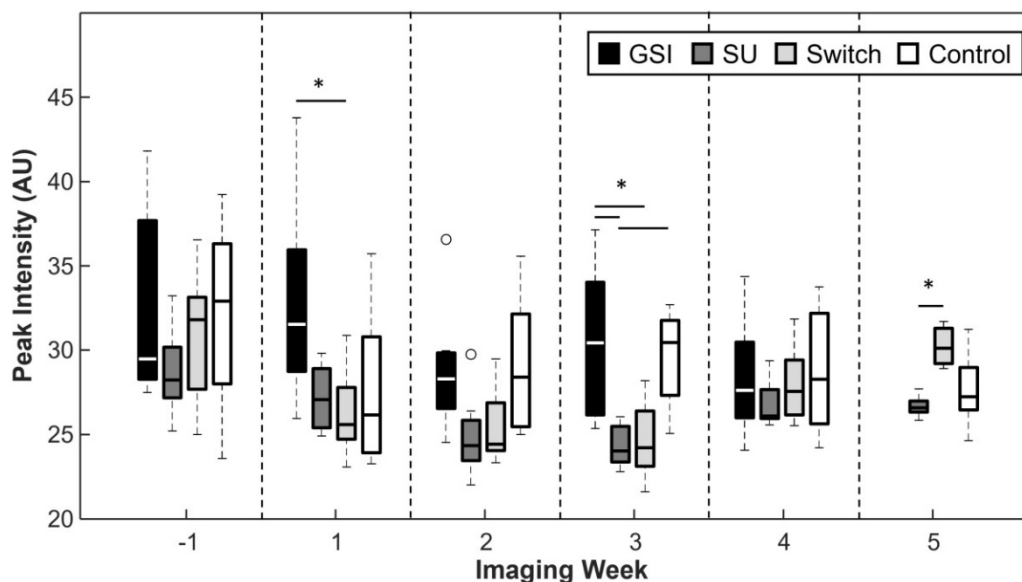 GSI SU Switch Control
*
*
*
Peak Intensity (AU)
45
40
35
30
25
20
-1 1 2 3 4 5
Imaging Week